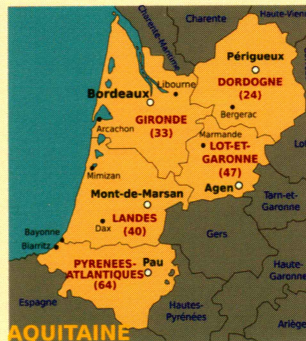 Charente
Haute-Vienne
Charente-Maritime
Périgueux
Libourne
DORDOGNE
(24)
Bordeaux
GIRONDE
(33)
Bergerac
Arcachon
Marmande
LOT-ET-
GARONNE
(47)
Lot
Mimizan
Agen
Tarn-et-
Garonne
Mont-de-Marsan
LANDES
(40)
Dax
Gers
Bayonne
Biarritz
Haute-
Garonne
PYRENEES-
ATLANTIQUES
(64)
Pau
Espagne
Hautes-
Pyrénées
Ariège
AQUITAINE